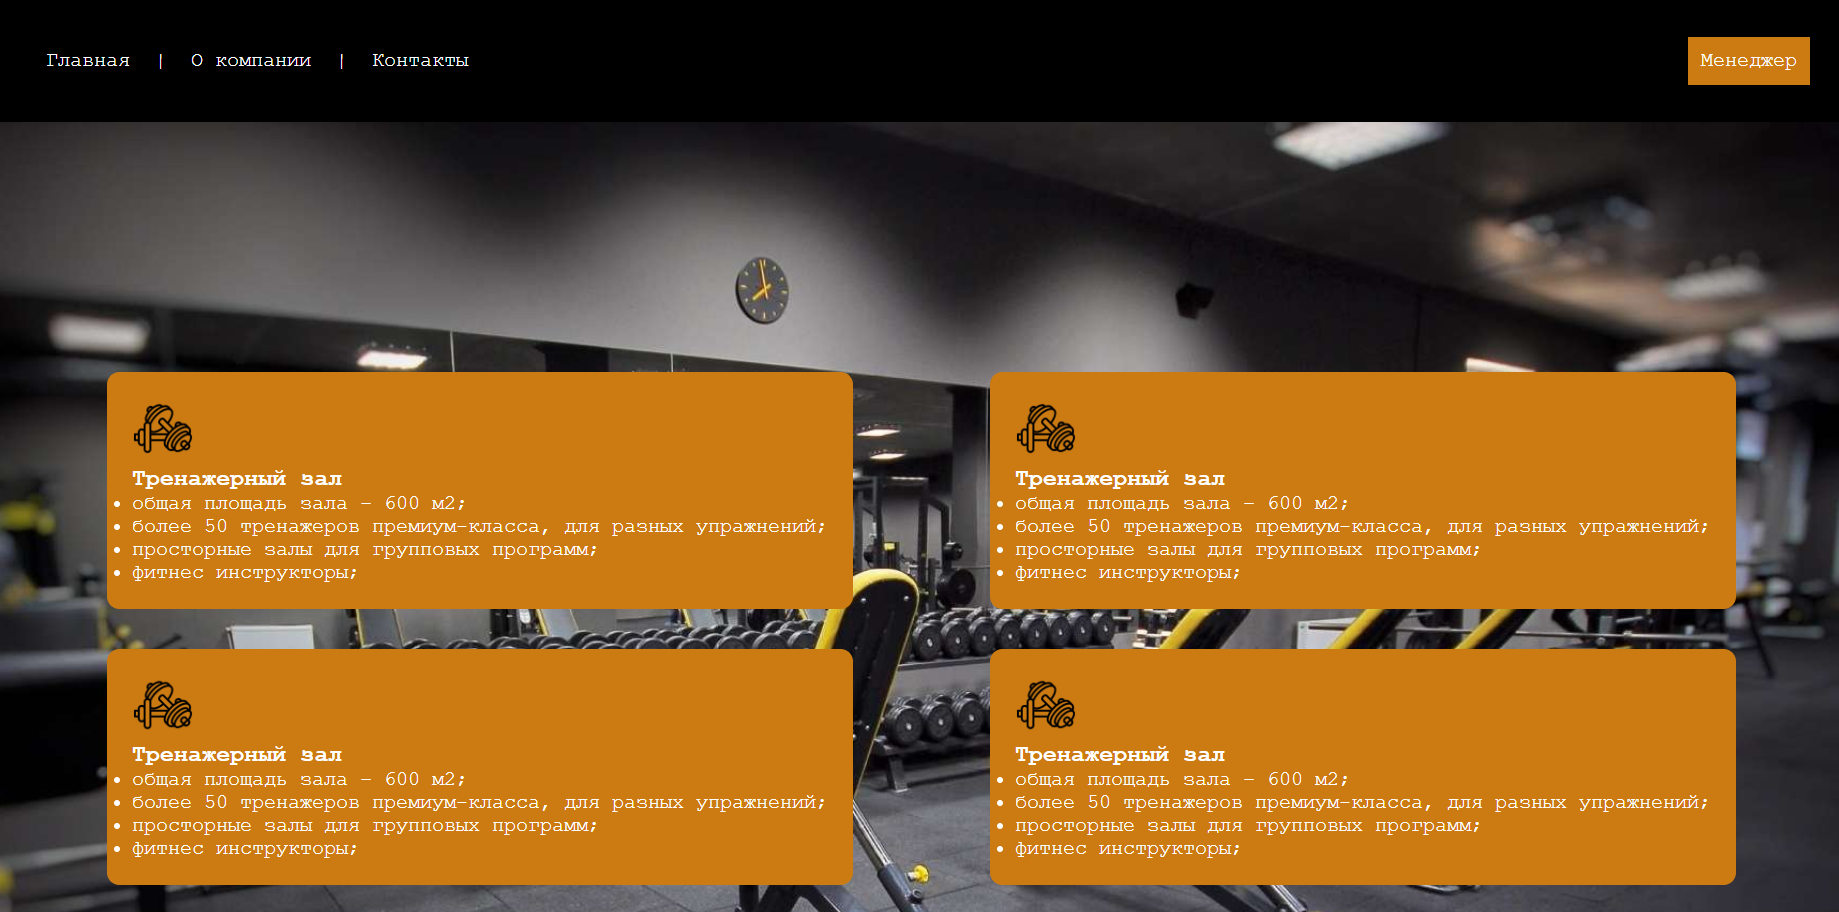 Главная | О компании | Контакты
Менеджер
Тренажерный зал
• общая площадь зала – 600 м2;
• более 50 тренажеров премиум-класса, для разных упражнений;
• просторные залы для групповых программ;
• фитнес инструкторы;
Тренажерный зал
• общая площадь зала – 600 м2;
• более 50 тренажеров премиум-класса, для разных упражнений;
• просторные залы для групповых программ;
• фитнес инструкторы;
Тренажерный зал
• общая площадь зала – 600 м2;
• более 50 тренажеров премиум-класса, для разных упражнений;
• просторные залы для групповых программ;
• фитнес инструкторы;
Тренажерный зал
• общая площадь зала – 600 м2;
• более 50 тренажеров премиум-класса, для разных упражнений;
• просторные залы для групповых программ;
• фитнес инструкторы;